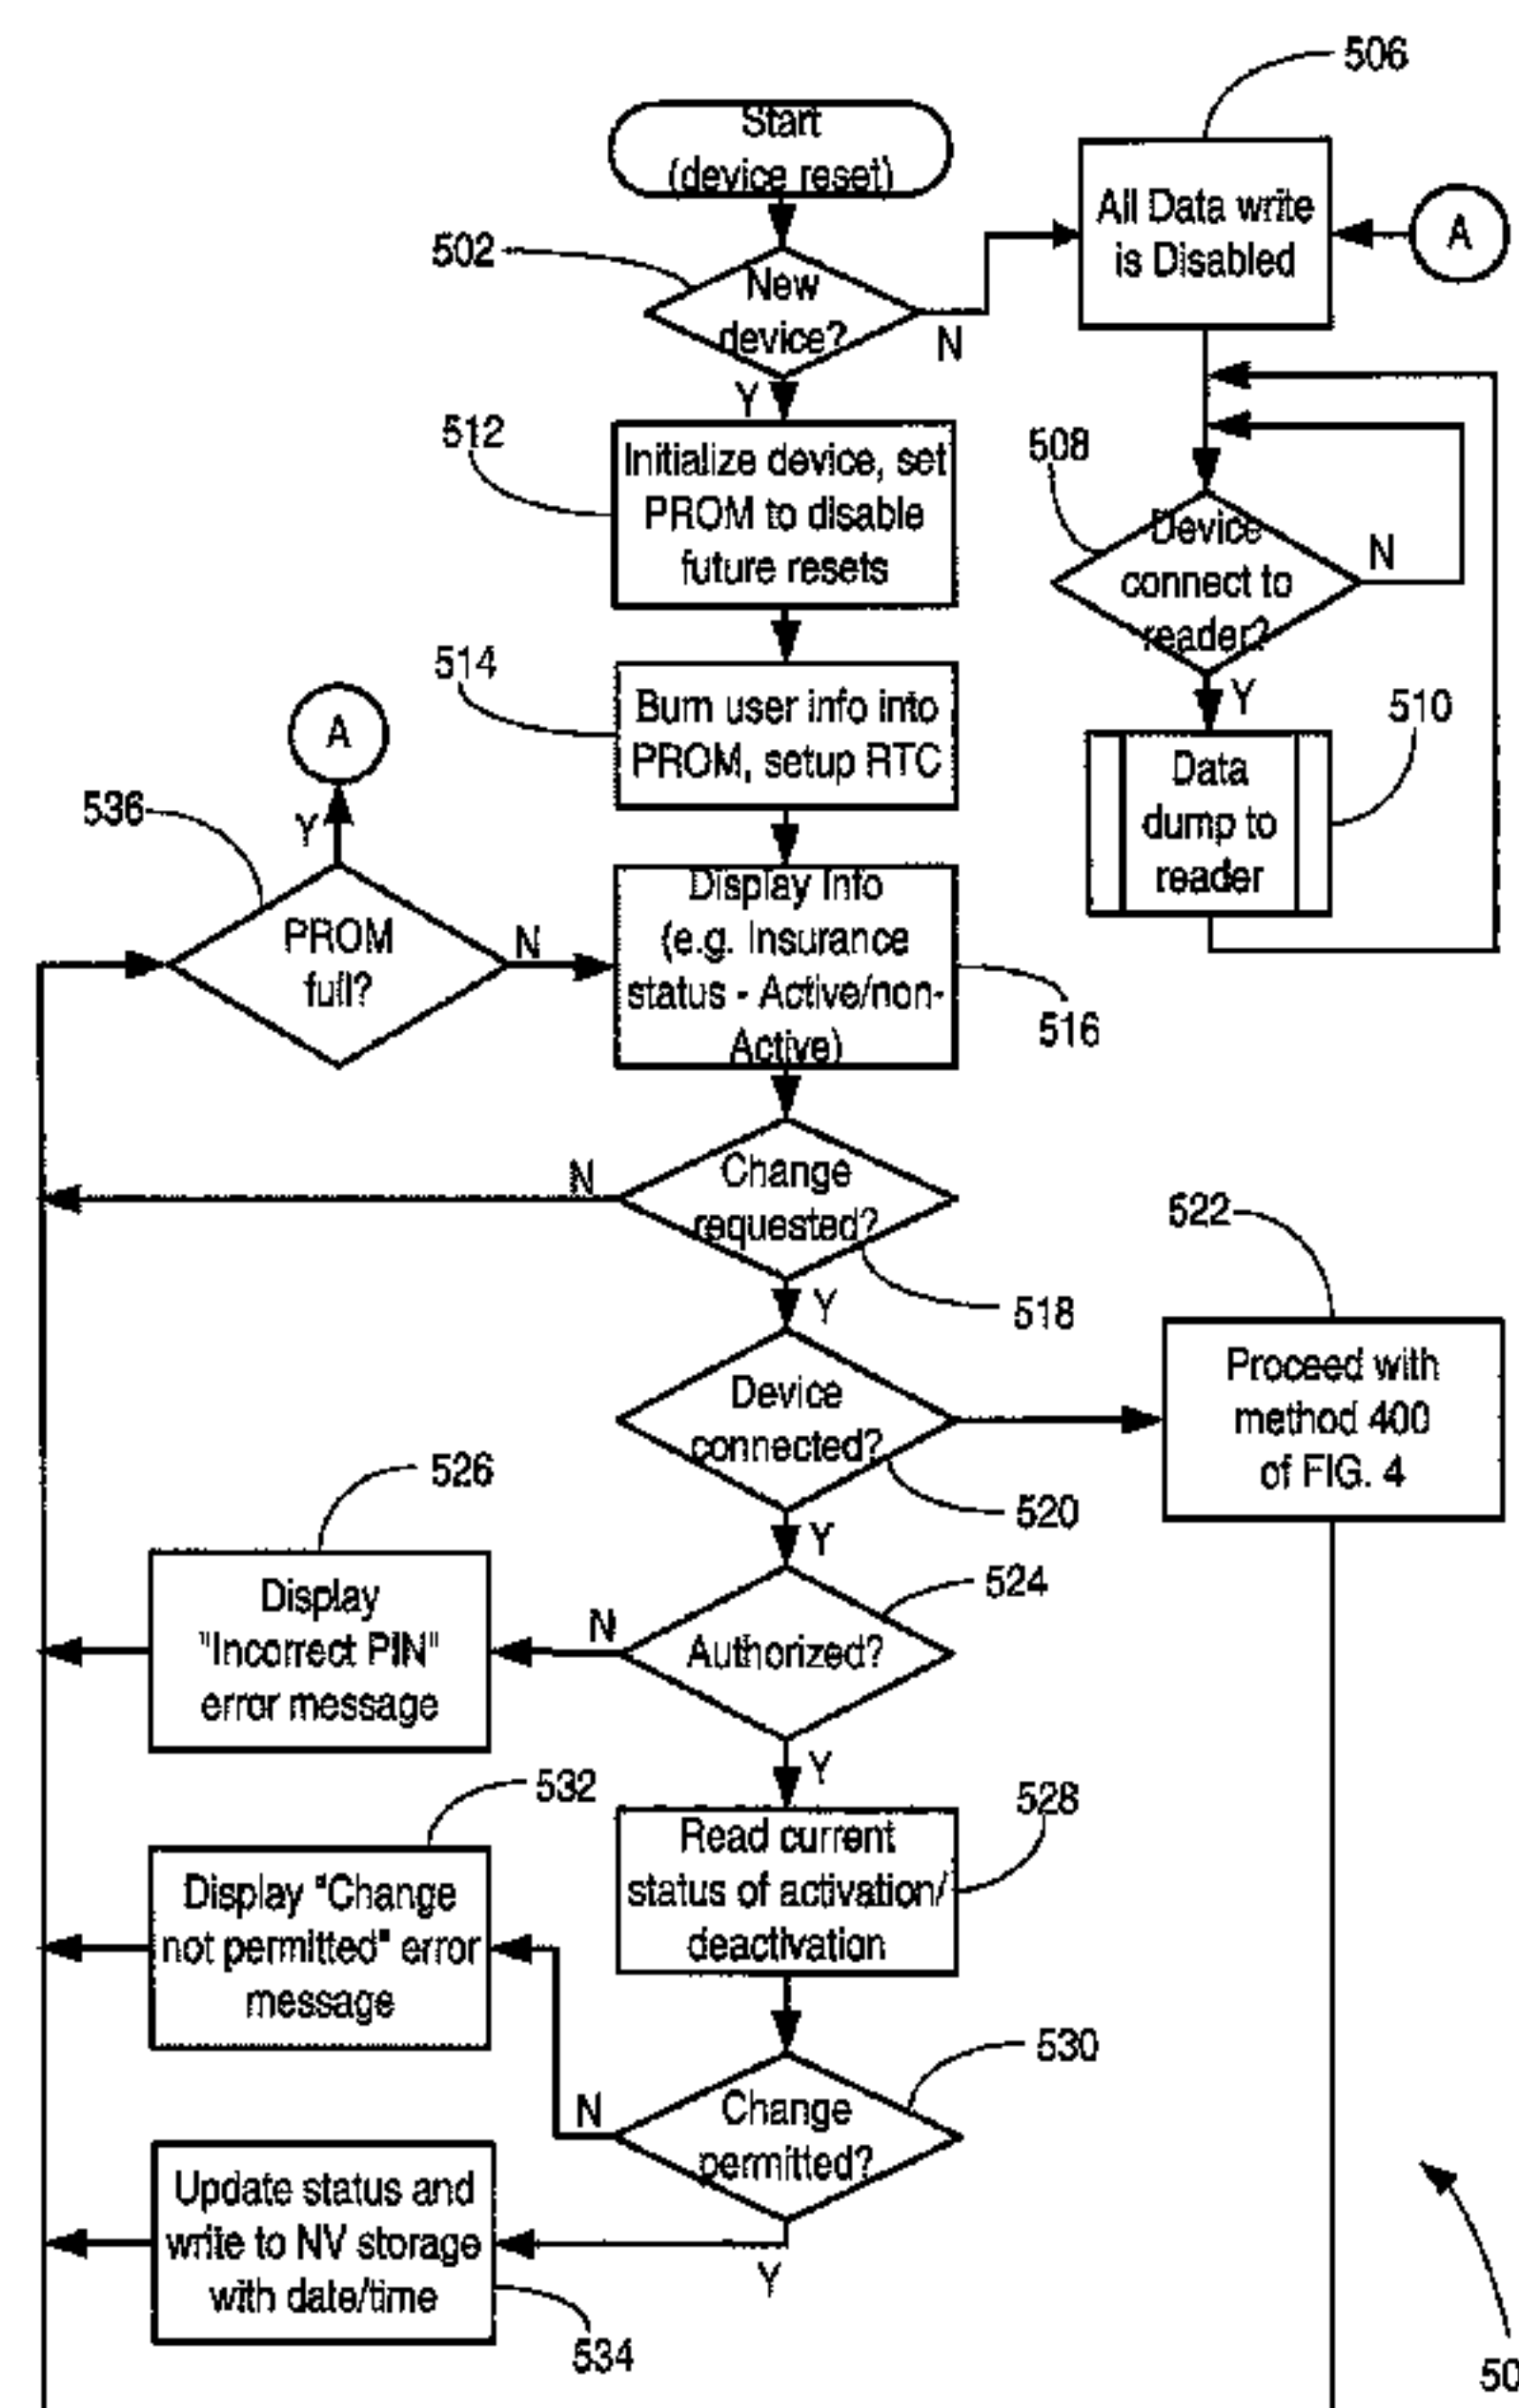 506
Start
(device reset)
All Data write
is Disabled
A
502
New
device?
N
Y
512
Initialize device, set
PROM to disable
future resets
508
Device
connect to
reader?
N
Y
514
Burn user info into
PROM, setup RTC
510
Data
dump to
reader
A
536
Y
PROM
full?
N
Display Info
(e.g. Insurance
status - Active/non-
Active)
516
N
Change
requested?
518
Y
522
Proceed with
method 400
of FIG. 4
Device
connected?
520
Y
526
Display
"Incorrect PIN"
error message
N
524
Authorized?
Y
532
Display "Change
not permitted" error
message
528
Read current
status of activation/
deactivation
530
N
Change
permitted?
Y
Update status and
write to NV storage
with date/time
534
50